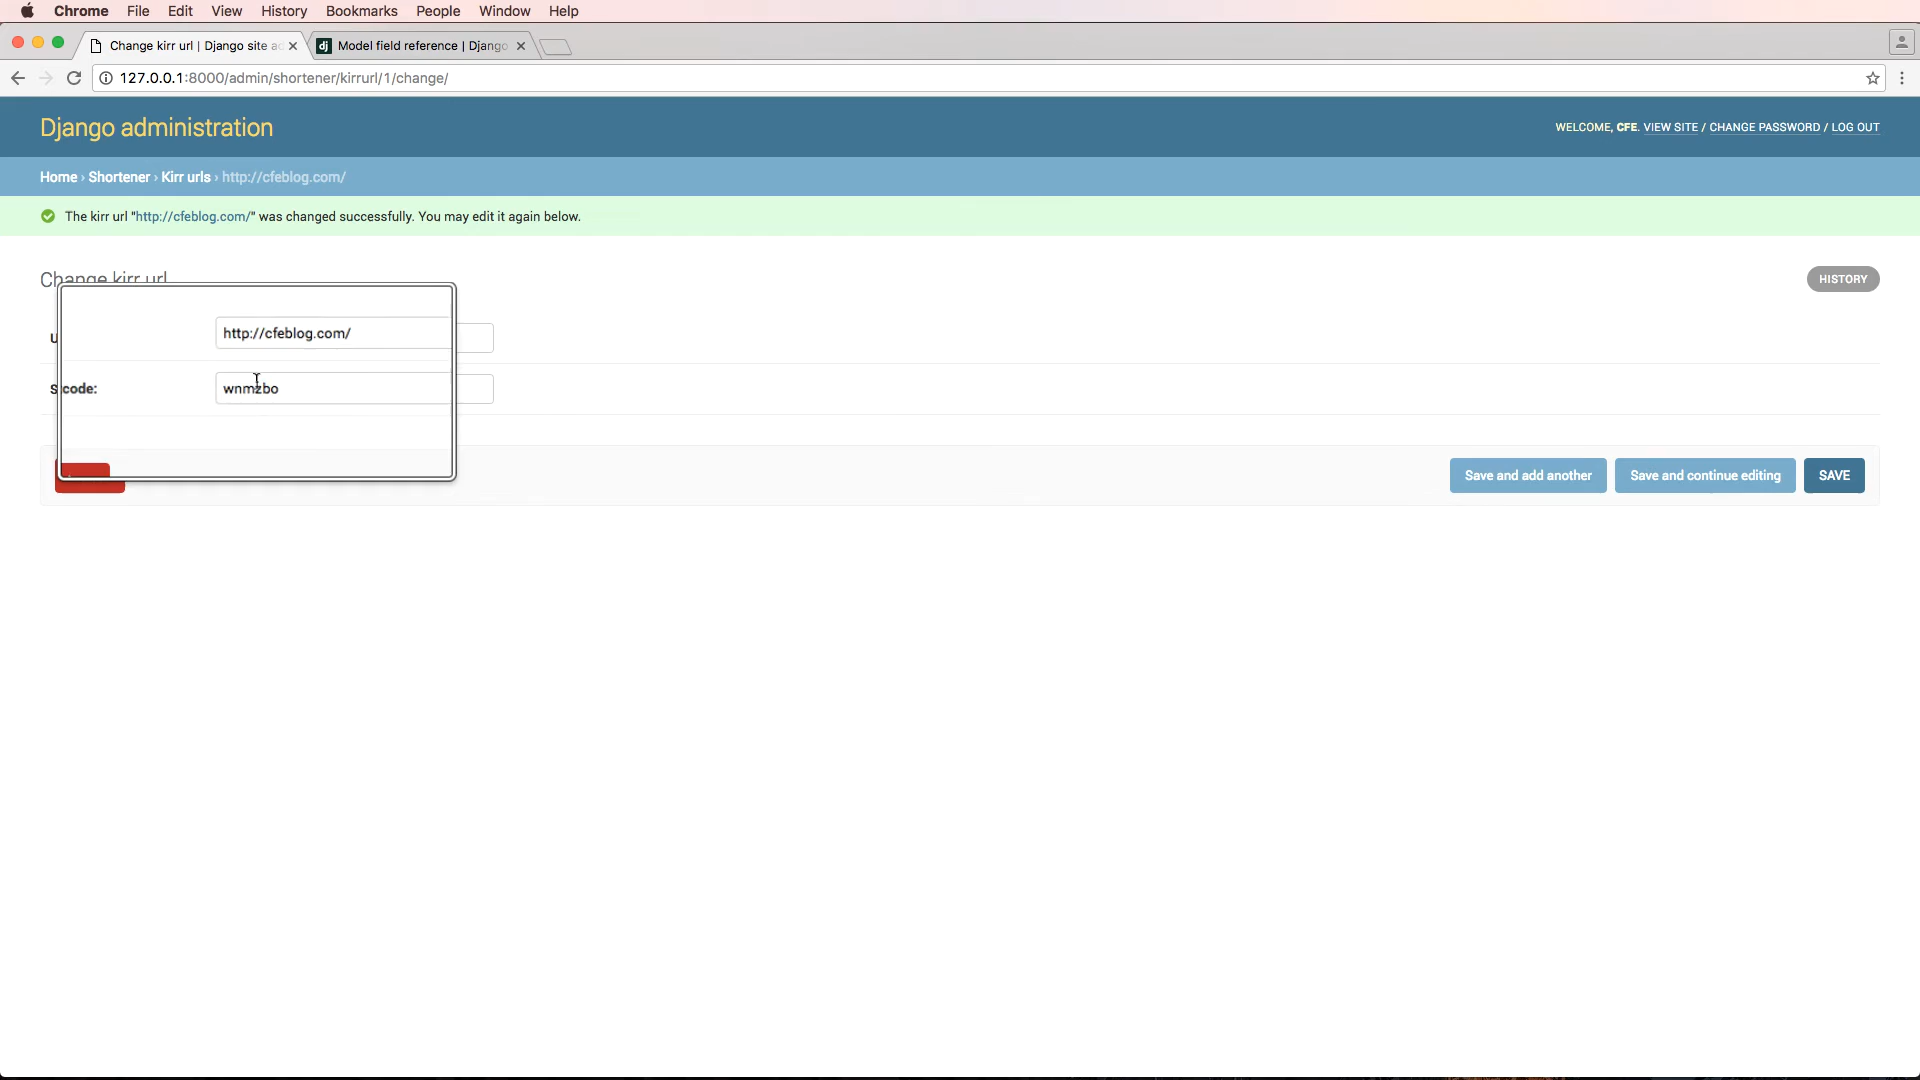 Chrome File Edit View History Bookmarks People Window Help
Change kirr url | Django site ad
Model field reference | Django
127.0.0.1:8000/admin/shortener/kirrurl/1/change/
Django administration
WELCOME, CFE. VIEW SITE / CHANGE PASSWORD / LOG OUT
Home › Shortener › Kirr urls › http://cfeblog.com/
The kirr url "http://cfeblog.com/" was changed successfully. You may edit it again below.
Change kirr url
HISTORY
http://cfeblog.com/
code:
wnmzbo
Save and add another
Save and continue editing
SAVE